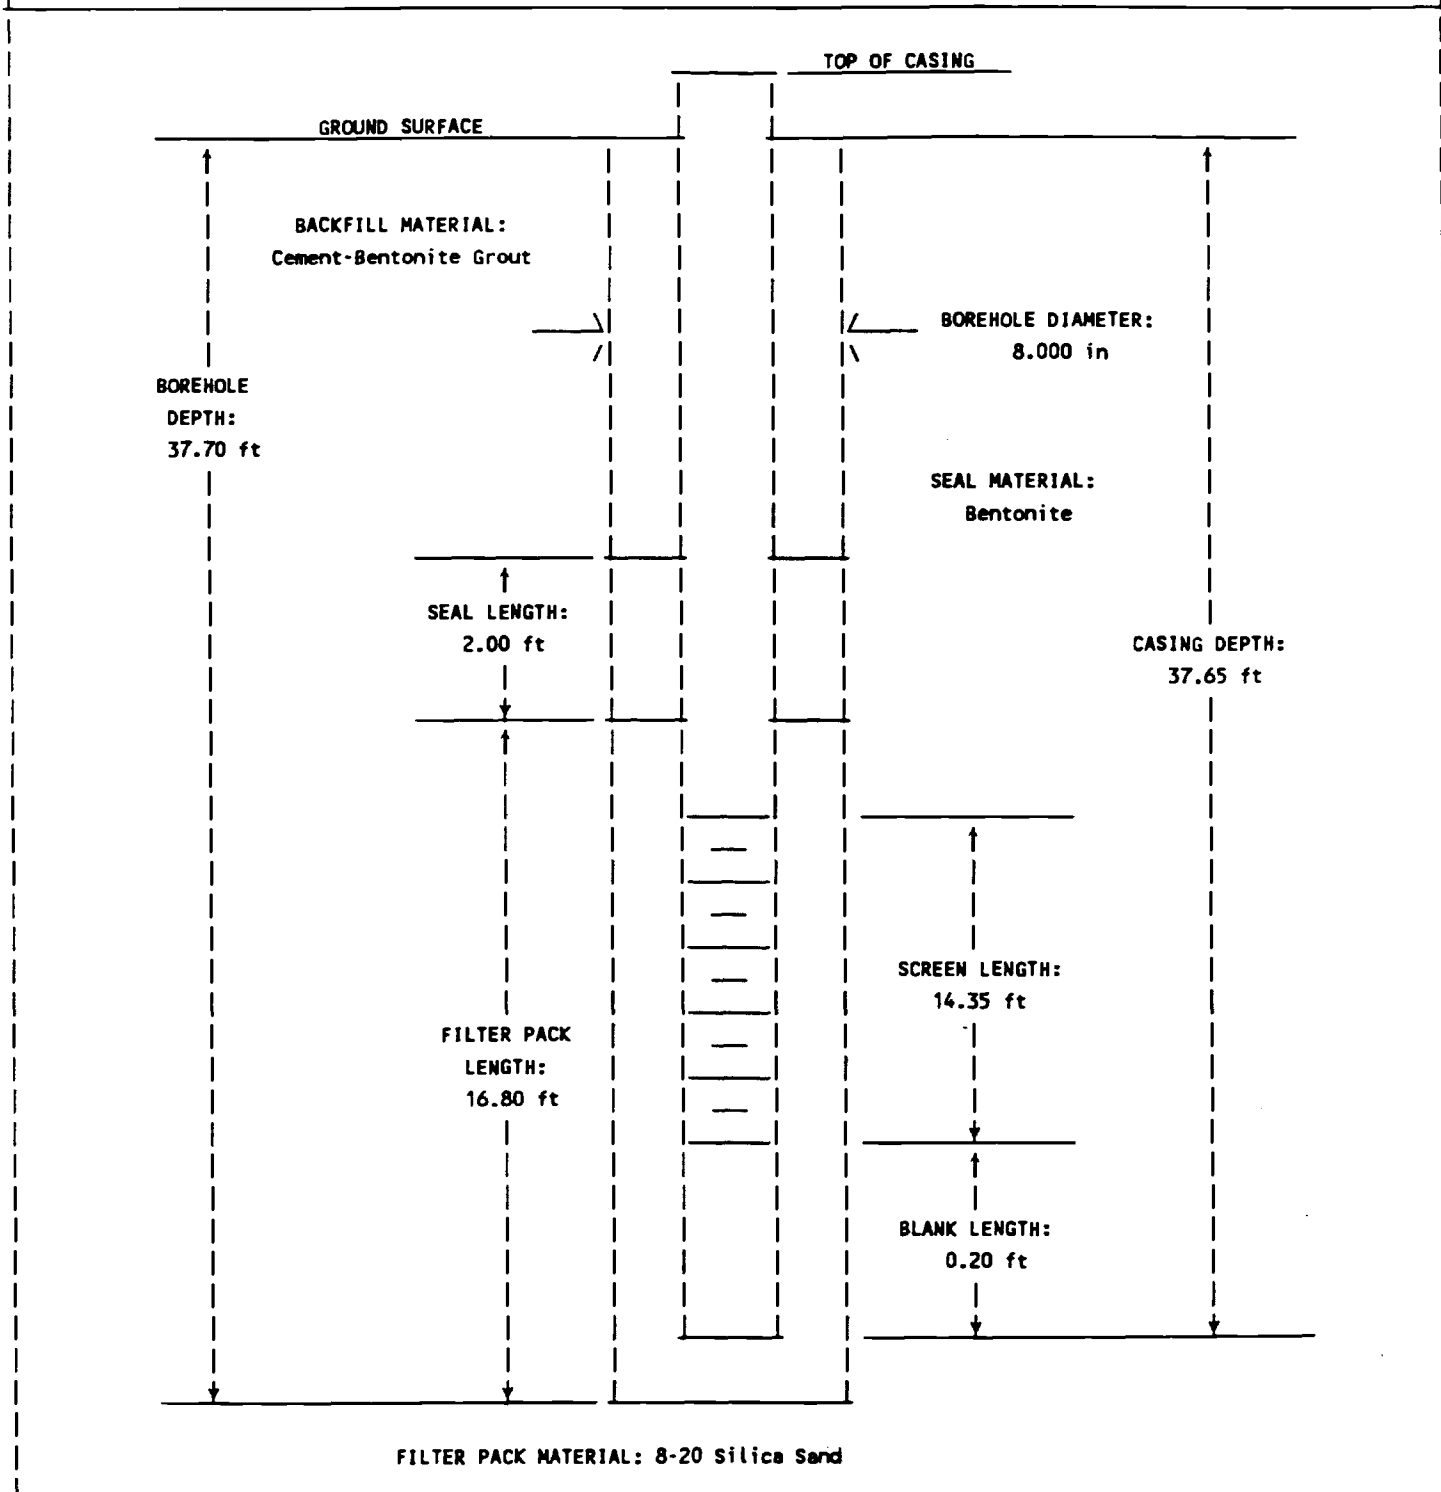 TOP OF CASING
GROUND SURFACE
BACKFILL MATERIAL:
Cement-Bentonite Grout
BOREHOLE DIAMETER:
8.000 in
BOREHOLE
DEPTH:
37.70 ft
SEAL MATERIAL:
Bentonite
SEAL LENGTH:
2.00 ft
CASING DEPTH:
37.65 ft
SCREEN LENGTH:
14.35 ft
FILTER PACK
LENGTH:
16.80 ft
BLANK LENGTH:
0.20 ft
FILTER PACK MATERIAL: 8-20 Silica Sand